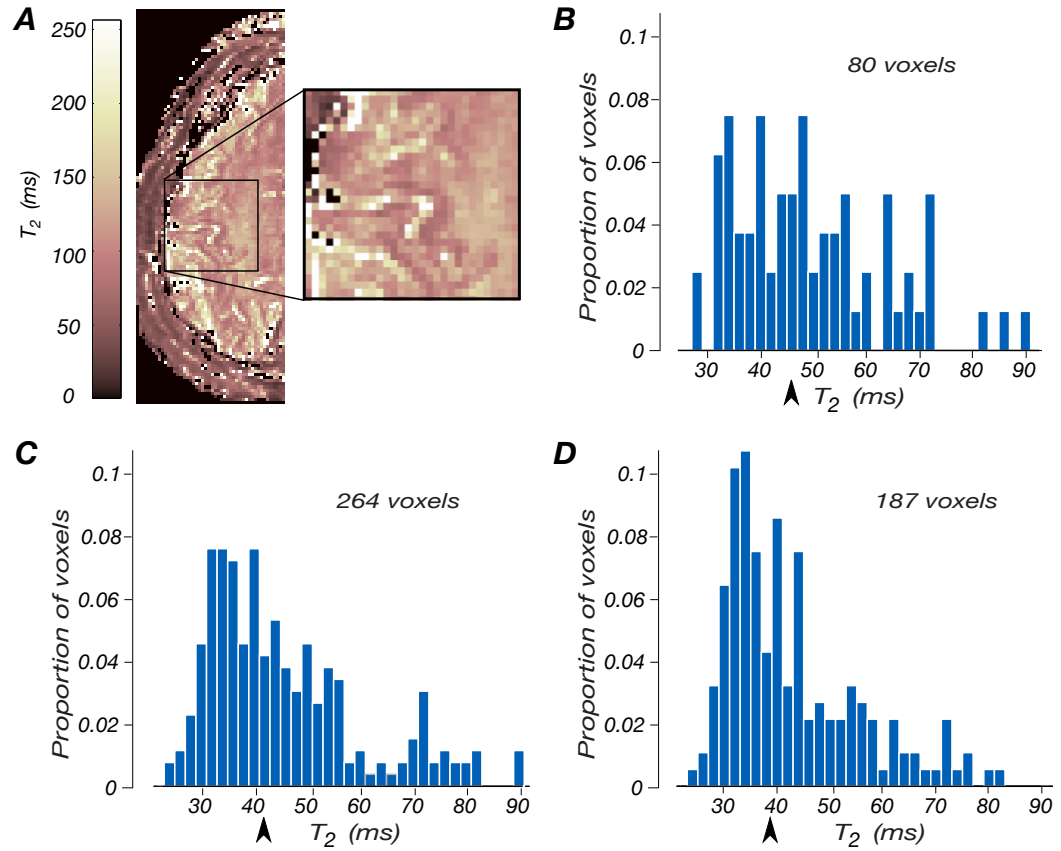 A
250
200
150
100
50
0
T2 (ms)
B
0.1
0.08
0.06
0.04
0.02
0
Proportion of voxels
80 voxels
30 40 50 60 70 80 90
T2 (ms)
C
0.1
0.08
0.06
0.04
0.02
0
Proportion of voxels
264 voxels
30 40 50 60 70 80 90
T2 (ms)
D
0.1
0.08
0.06
0.04
0.02
0
Proportion of voxels
187 voxels
30 40 50 60 70 80 90
T2 (ms)